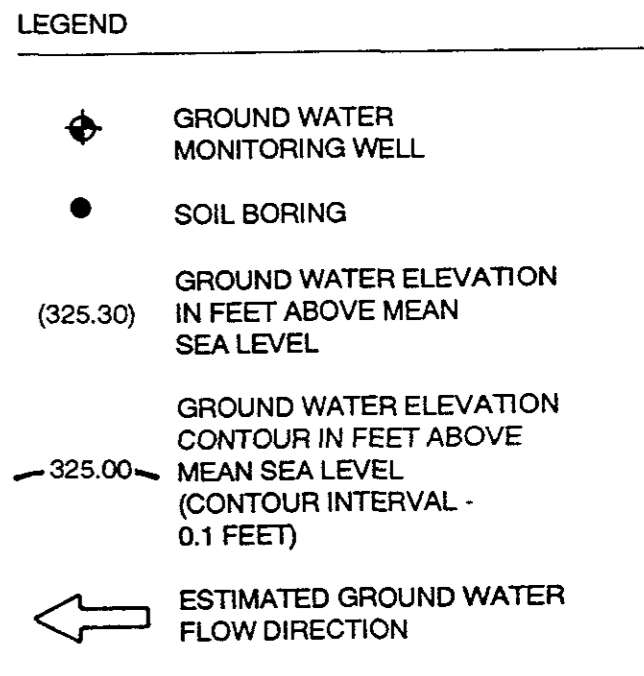 LEGEND
GROUND WATER
MONITORING WELL
SOIL BORING
(325.30)
GROUND WATER ELEVATION
IN FEET ABOVE MEAN
SEA LEVEL
325.00
GROUND WATER ELEVATION
CONTOUR IN FEET ABOVE
MEAN SEA LEVEL
(CONTOUR INTERVAL -
0.1 FEET)
ESTIMATED GROUND WATER
FLOW DIRECTION